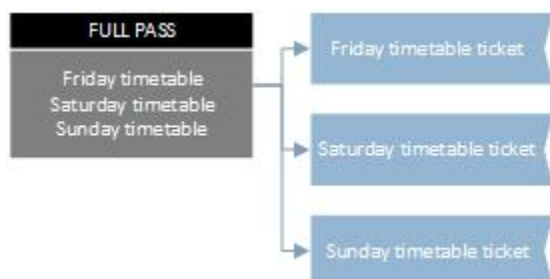 FULL PASS
Friday timetable
Saturday timetable
Sunday timetable
Friday timetable ticket
Saturday timetable ticket
Sunday timetable ticket